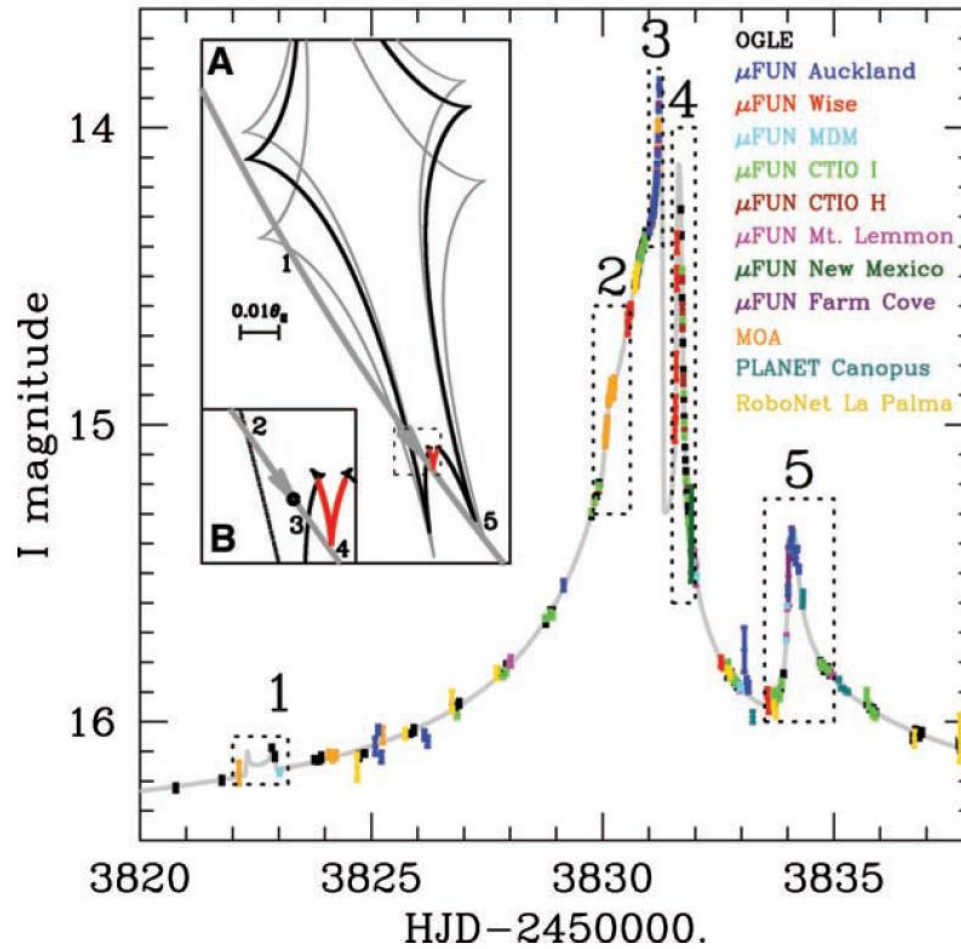 3
4
2
5
1
OGLE
μFUN Auckland
μFUN Wise
μFUN MDM
μFUN CTIO I
μFUN CTIO H
μFUN Mt. Lemmon
μFUN New Mexico
μFUN Farm Cove
MOA
PLANET Canopus
RoboNet La Palma
A
1
0.01θE
5
B
2
3
4
I magnitude
14
15
16
3820
3825
3830
3835
HJD-2450000.